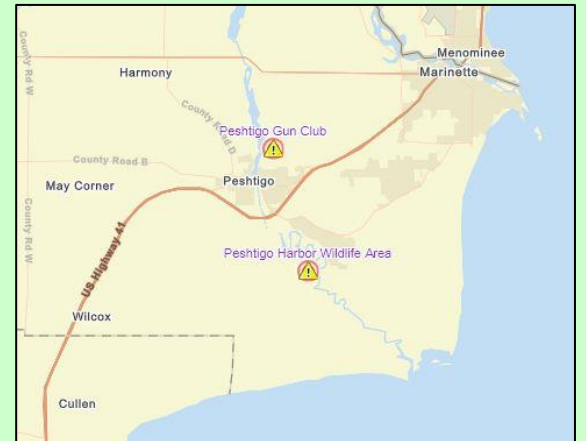 Menominee
Marinette
Harmony
County Rd W
County Road D
Peshtigo Gun Club
County Road B
Peshtigo
May Corner
County Rd W
US Highway 41
Peshtigo Harbor Wildlife Area
Wilcox
Cullen